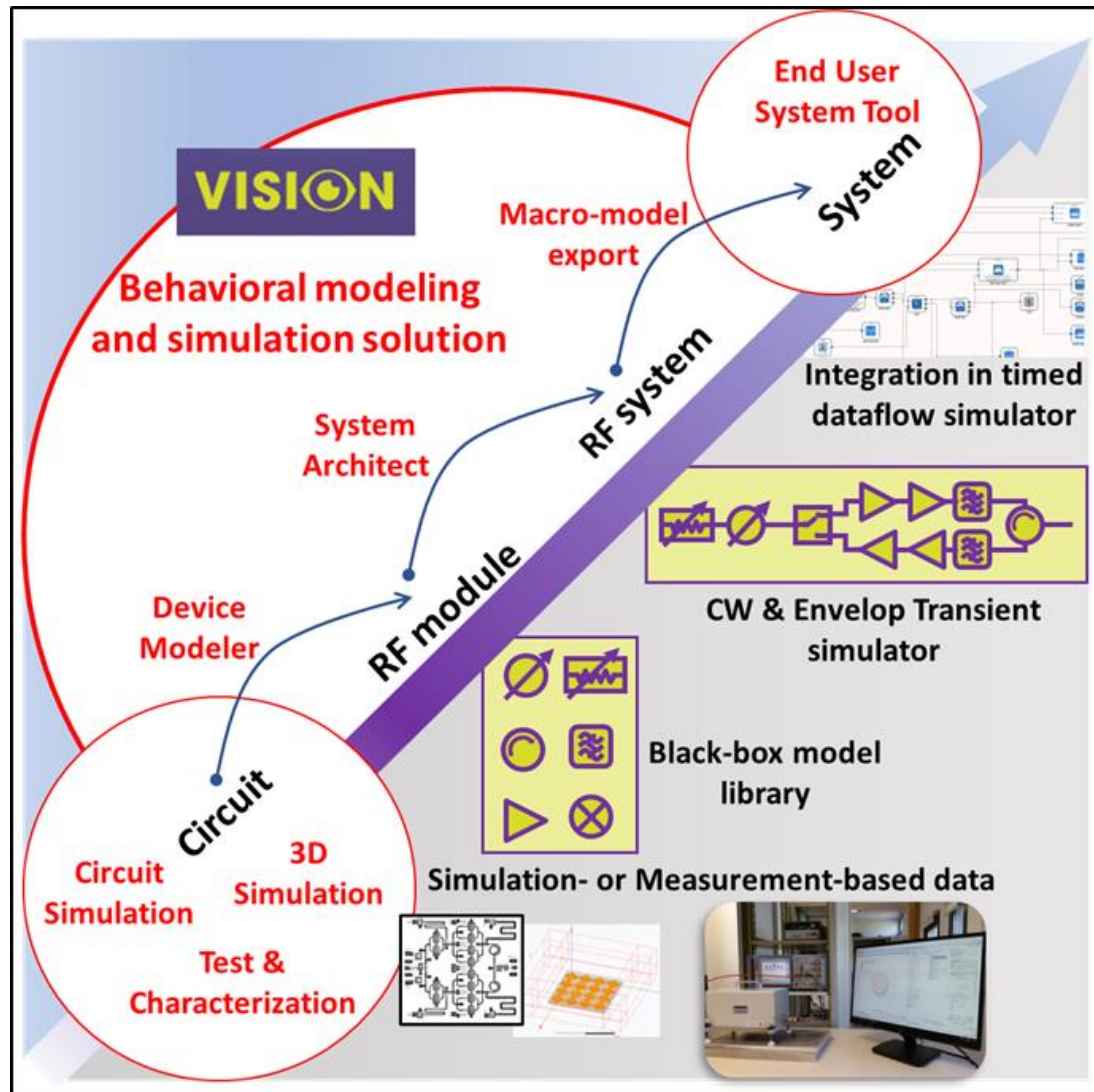 End User
System Tool
System
VISION
Macro-model
export
Behavioral modeling
and simulation solution
Integration in timed
dataflow simulator
RF system
System
Architect
CW & Envelop Transient
simulator
RF module
Device
Modeler
Black-box model
library
Circuit
Circuit
Simulation
3D
Simulation
Test &
Characterization
Simulation- or Measurement-based data